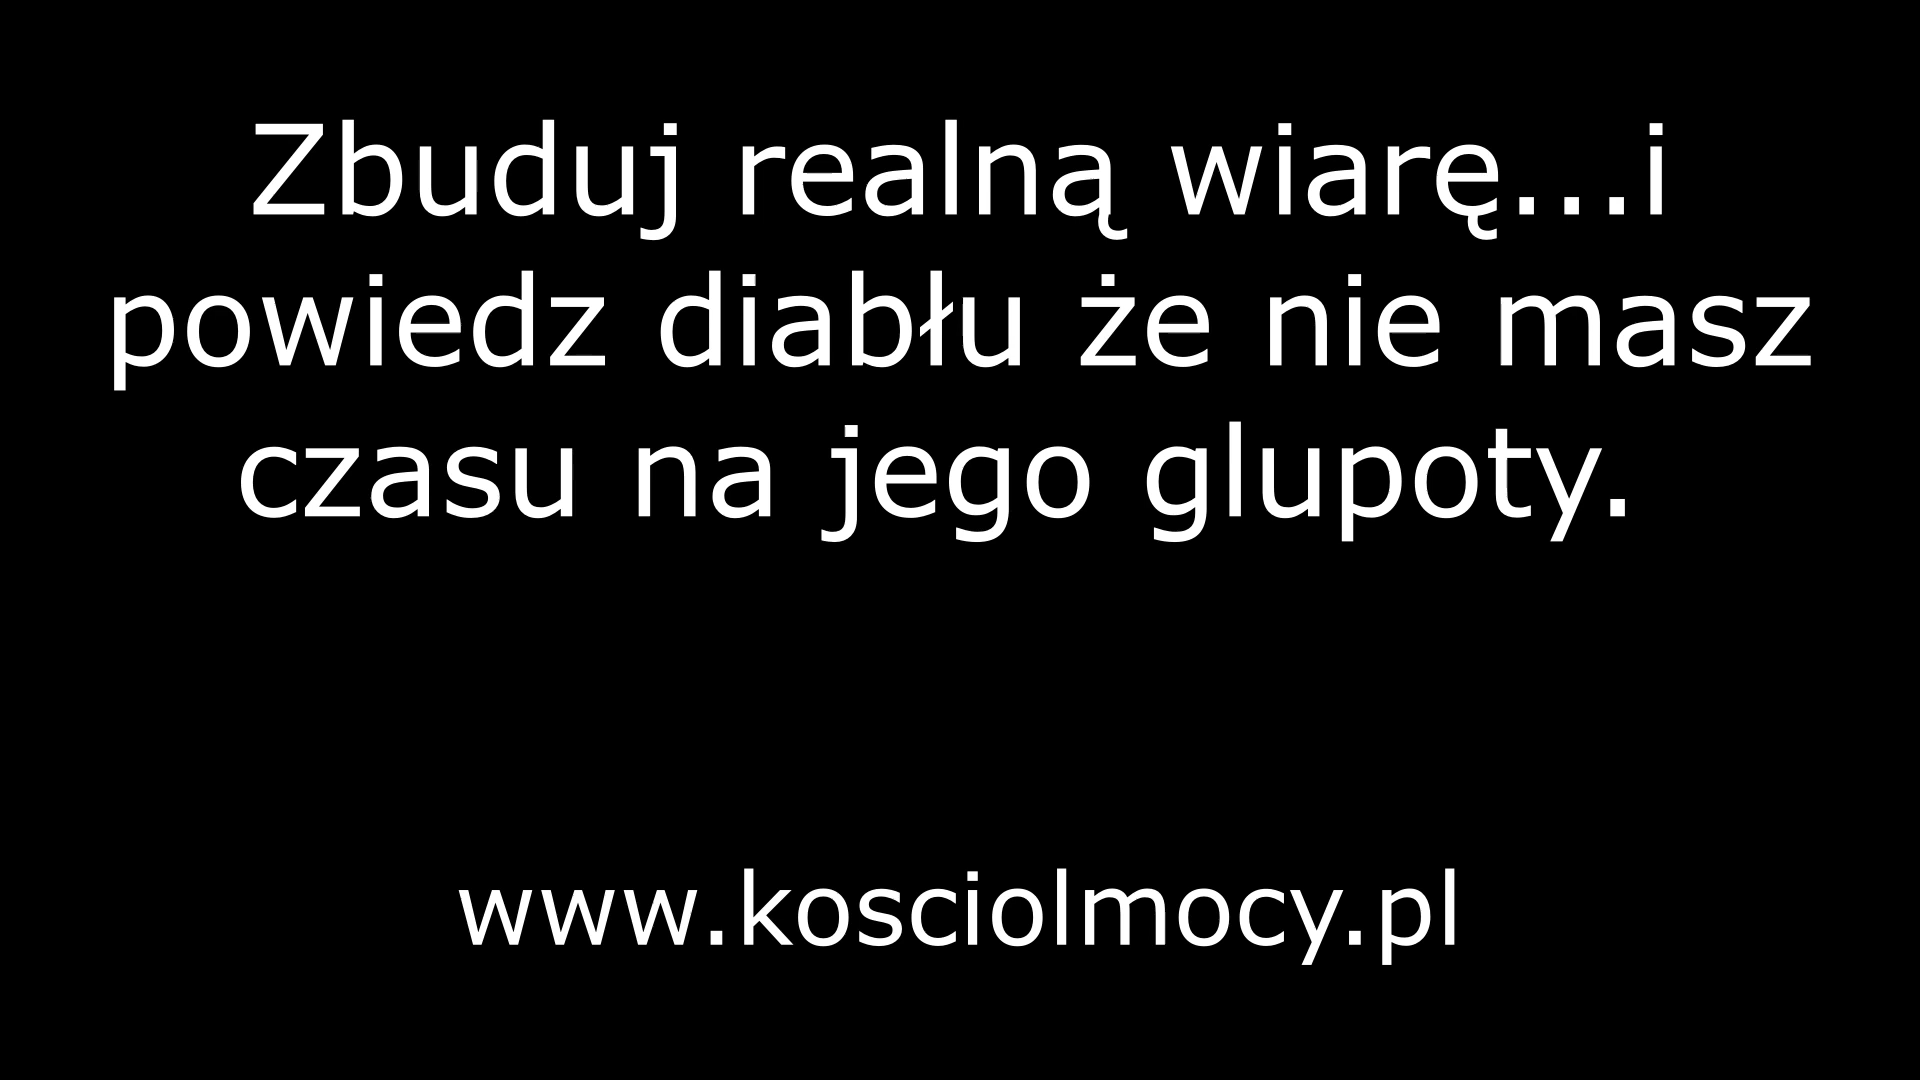 Zbuduj realną wiarę...i
powiedz diabłu że nie masz
czasu na jego glupoty.
www.kosciolmocy.pl